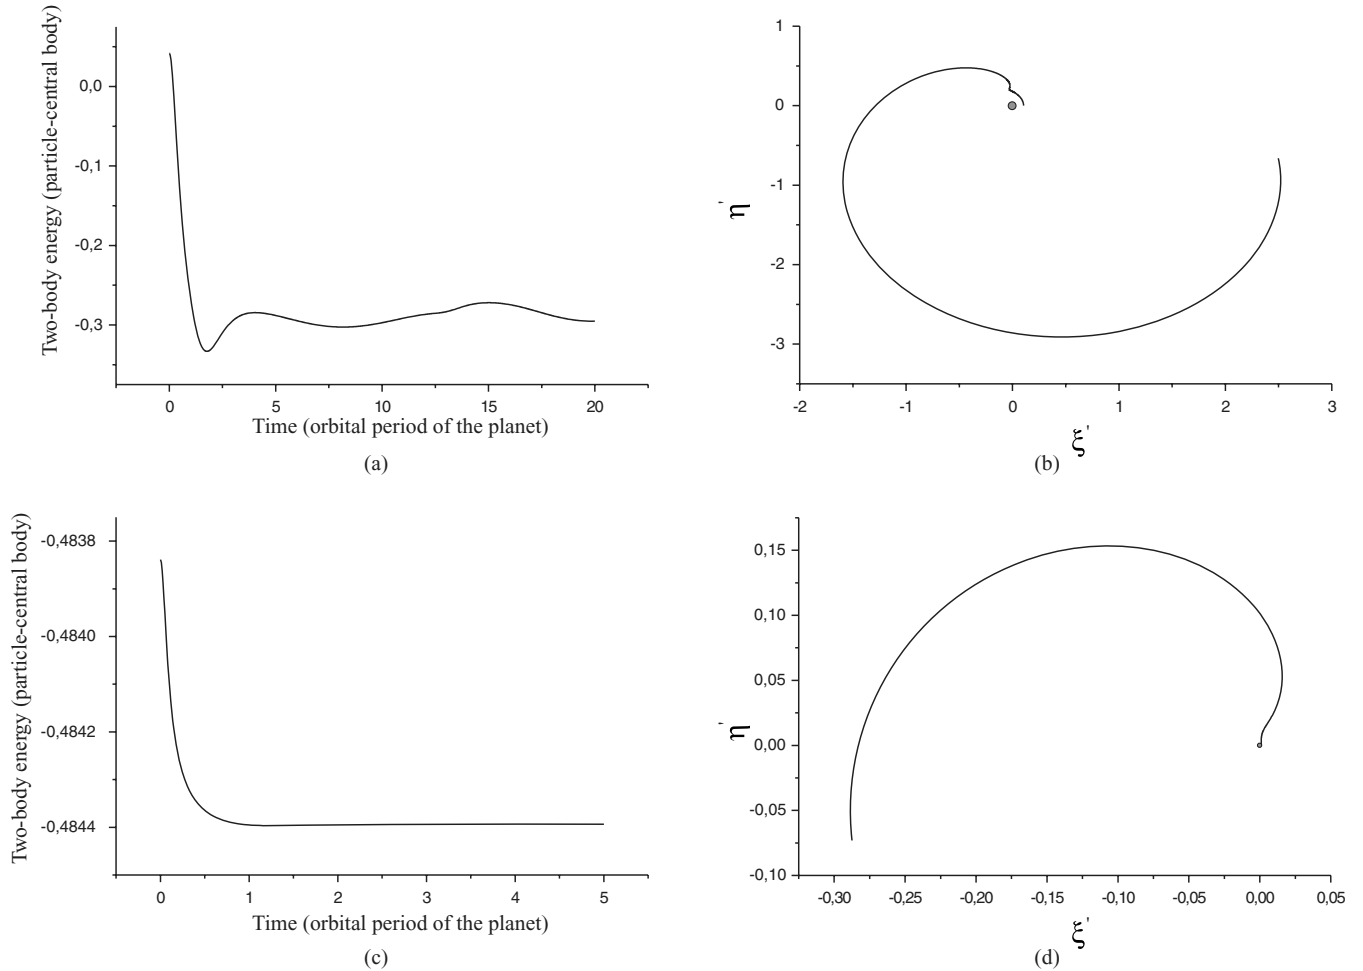 Two-body energy (particle-central body)
0,0
-0,1
-0,2
-0,3
0 5 10 15 20
Time (orbital period of the planet)
(a)
η'
1
0
-1
-2
-3
-2 -1 0 1 2 3
ξ'
(b)
Two-body energy (particle-central body)
-0,4838
-0,4840
-0,4842
-0,4844
0 1 2 3 4 5
Time (orbital period of the planet)
(c)
η'
0,15
0,10
0,05
0,00
-0,05
-0,10
-0,30 -0,25 -0,20 -0,15 -0,10 -0,05 0,00 0,05
ξ'
(d)